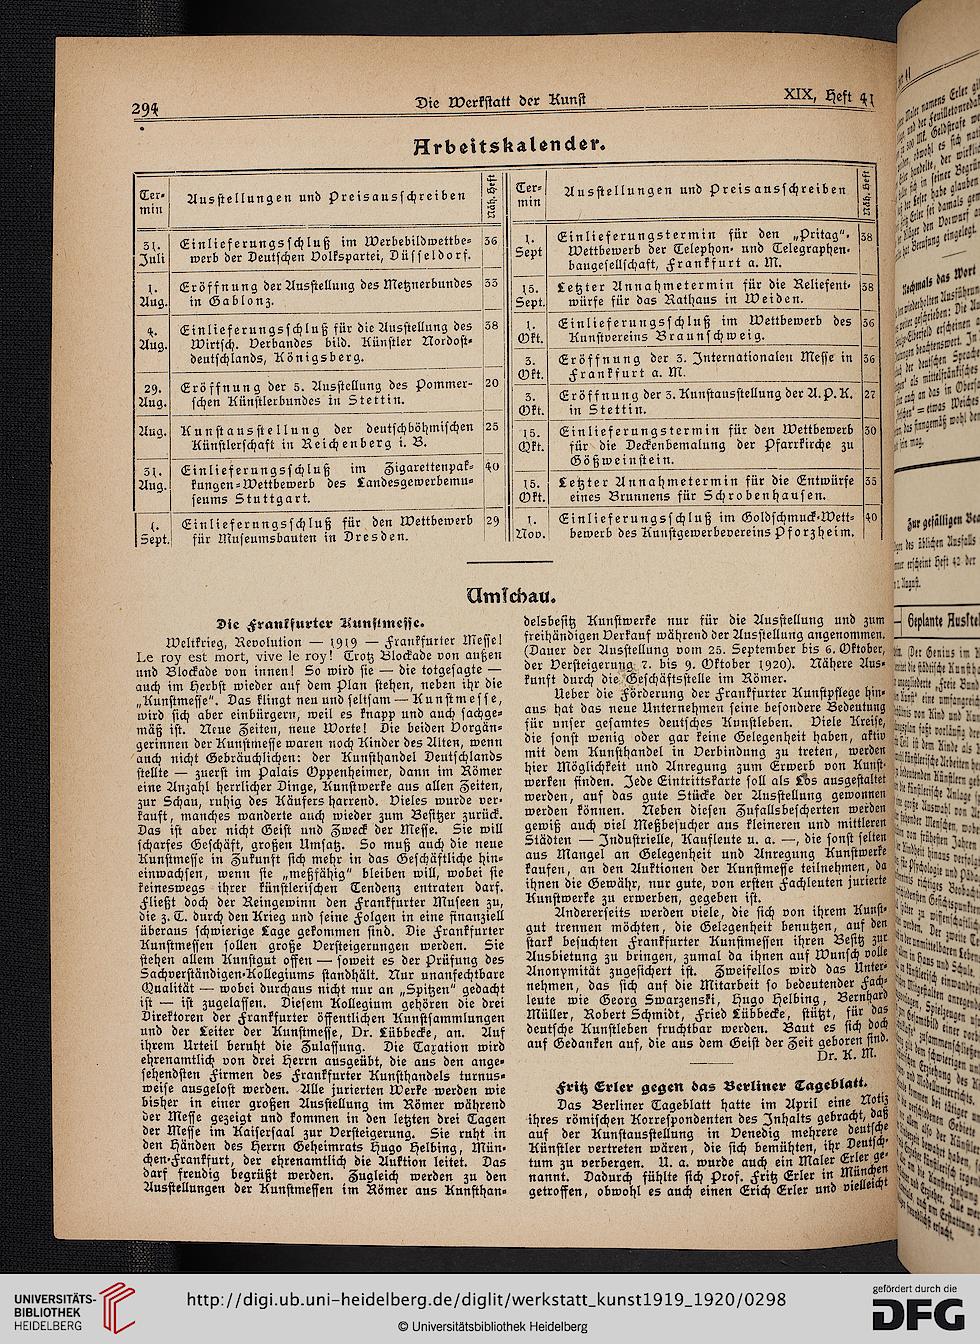 294
Die Werkstatt der Kunst
XIX, Heft 41
Arbeitskalender.
Ter-
min
Ausstellungen und Preisausschreiben
Näh. Heft
31.
Juli
Einlieferungsschluß im Werbebildwettbe-
werb der Deutschen Volkspartei, Düsseldorf.
36
1.
Aug.
Eröffnung der Ausstellung des Metznerbundes
in Gablonz.
33
4.
Aug.
Einlieferungsschluß für die Ausstellung des
Wirtsch. Verbandes bild. Künstler Nordost-
deutschlands, Königsberg.
38
29.
Aug.
Eröffnung der 5. Ausstellung des Pommer-
schen Künstlerbundes in Stettin.
20
Aug.
Kunstausstellung der deutschböhmischen
Künstlerschaft in Reichenberg i. B.
25
31.
Aug.
Einlieferungsschluß im Zigarettenpak-
kungen-Wettbewerb des Landesgewerbemu-
seums Stuttgart.
40
1.
Sept.
Einlieferungsschluß für den Wettbewerb
für Museumsbauten in Dresden.
29
Ter-
min
Ausstellungen und Preisausschreiben
Näh. Heft
1.
Sept
Einlieferungstermin für den „Pritag“-
Wettbewerb der Telephon- und Telegraphen-
baugesellschaft, Frankfurt a. M.
38
15.
Sept.
Letzter Annahmetermin für die Reliefent-
würfe für das Rathaus in Weiden.
38
1.
Okt.
Einlieferungsschluß im Wettbewerb des
Kunstvereins Braunschweig.
36
3.
Okt.
Eröffnung der 3. Internationalen Messe in
Frankfurt a. M.
36
3.
Okt.
Eröffnung der 3. Kunstausstellung der A. P. K.
in Stettin.
27
15.
Okt.
Einlieferungstermin für den Wettbewerb
für die Deckenbemalung der Pfarrkirche zu
Gößweinstein.
30
15.
Okt.
Letzter Annahmetermin für die Entwürfe
eines Brunnens für Schrobenhausen.
35
1.
Nov.
Einlieferungsschluß im Goldschmuck-Wett-
bewerb des Kunstgewerbevereins Pforzheim.
40
Umschau.
Die Frankfurter Kunstmesse.
Weltkrieg, Revolution — 1919 — Frankfurter Messe!
Le roy est mort, vive le roy! Trotz Blockade von außen
und Blockade von innen! So wird sie — die totgesagte —
auch im Herbst wieder auf dem Plan stehen, neben ihr die
„Kunstmesse“. Das klingt neu und seltsam — Kunstmesse,
wird sich aber einbürgern, weil es knapp und auch sachge-
mäß ist. Neue Zeiten, neue Worte! Die beiden Vorgän-
gerinnen der Kunstmesse waren noch Kinder des Alten, wenn
auch nicht Gebräuchlichen: der Kunsthandel Deutschlands
stellte — zuerst im Palais Oppenheimer, dann im Römer
eine Anzahl herrlicher Dinge, Kunstwerke aus allen Zeiten,
zur Schau, ruhig des Käufers harrend. Vieles wurde ver-
kauft, manches wanderte auch wieder zum Besitzer zurück.
Das ist aber nicht Geist und Zweck der Messe. Sie will
scharfes Geschäft, großen Umsatz. So muß auch die neue
Kunstmesse in Zukunft sich mehr in das Geschäftliche hin-
einwachsen, wenn sie „meßfähig“ bleiben will, wobei sie
keineswegs ihrer künstlerischen Tendenz entraten darf.
Fließt doch der Reingewinn den Frankfurter Museen zu,
die z. T. durch den Krieg und seine Folgen in eine finanziell
überaus schwierige Lage gekommen sind. Die Frankfurter
Kunstmessen sollen große Versteigerungen werden. Sie
stehen allem Kunstgut offen — soweit es der Prüfung des
Sachverständigen-Kollegiums standhält. Nur unanfechtbare
Qualität — wobei durchaus nicht nur an „Spitzen“ gedacht
ist — ist zugelassen. Diesem Kollegium gehören die drei
Direktoren der Frankfurter öffentlichen Kunstsammlungen
und der Leiter der Kunstmesse, Dr. Lübbecke, an. Auf
ihrem Urteil beruht die Zulassung. Die Taxation wird
ehrenamtlich von drei Herrn ausgeübt, die aus den ange-
sehendsten Firmen des Frankfurter Kunsthandels turnus-
weise ausgelost werden. Alle jurierten Werke werden wie
bisher in einer großen Ausstellung im Römer während
der Messe gezeigt und kommen in den letzten drei Tagen
der Messe im Kaisersaal zur Versteigerung. Sie ruht in
den Händen des Herrn Geheimrats Hugo Helbing, Mün-
chen-Frankfurt, der ehrenamtlich die Auktion leitet. Das
darf freudig begrüßt werden. Zugleich werden zu den
Ausstellungen der Kunstmessen im Römer aus Kunsthan-
delsbesitz Kunstwerke nur für die Ausstellung und zum
freihändigen Verkauf während der Ausstellung angenommen.
(Dauer der Ausstellung vom 25. September bis 6. Oktober,
der Versteigerung 7. bis 9. Oktober 1920). Nähere Aus-
kunft durch die Geschäftsstelle im Römer.
Ueber die Förderung der Frankfurter Kunstpflege hin-
aus hat das neue Unternehmen seine besondere Bedeutung
für unser gesamtes deutsches Kunstleben. Viele Kreise,
die sonst wenig oder gar keine Gelegenheit haben, aktiv
mit dem Kunsthandel in Verbindung zu treten, werden
hier Möglichkeit und Anregung zum Erwerb von Kunst-
werken finden. Jede Eintrittskarte soll als Los ausgestaltet
werden, auf das gute Stücke der Ausstellung gewonnen
werden können. Neben diesen Zufallsbescherten werden
gewiß auch viel Meßbesucher aus kleineren und mittleren
Städten — Industrielle, Kaufleute u. a. —, die sonst selten
aus Mangel an Gelegenheit und Anregung Kunstwerke
kaufen, an den Auktionen der Kunstmesse teilnehmen, da
ihnen die Gewähr, nur gute, von ersten Fachleuten jurierte
Kunstwerke zu erwerben, gegeben ist.
Andererseits werden viele, die sich von ihrem Kunst-
gut trennen möchten, die Gelegenheit benutzen, auf den
stark besuchten Frankfurter Kunstmessen ihren Besitz zur
Ausbietung zu bringen, zumal da ihnen auf Wunsch volle
Anonymität zugesichert ist. Zweifellos wird das Unter-
nehmen, das sich auf die Mitarbeit so bedeutender Fach-
leute wie Georg Swarzenski, Hugo Helbing, Bernhard
Müller, Robert Schmidt, Fried Lübbecke, stützt, für das
deutsche Kunstleben fruchtbar werden. Baut es sich doch
auf Gedanken auf, die aus dem Geist der Zeit geboren sind.
Dr. K. M.
Fritz Erler gegen das Berliner Tageblatt.
Das Berliner Tageblatt hatte im April eine Notiz
ihres römischen Korrespondenten des Inhalts gebracht, daß
auf der Kunstausstellung in Venedig mehrere deutsche
Künstler vertreten wären, die sich bemühten, ihr Deutsch-
tum zu verbergen. U. a. wurde auch ein Maler Erler ge-
nannt. Dadurch fühlte sich Prof. Fritz Erler in München
getroffen, obwohl es auch einen Erich Erler und vielleicht
UNIVERSITÄTS-
BIBLIOTHEK
HEIDELBERG
http://digi.ub.uni-heidelberg.de/diglit/werkstatt_kunst1919_1920/0298
© Universitätsbibliothek Heidelberg
gefördert durch die
DFG